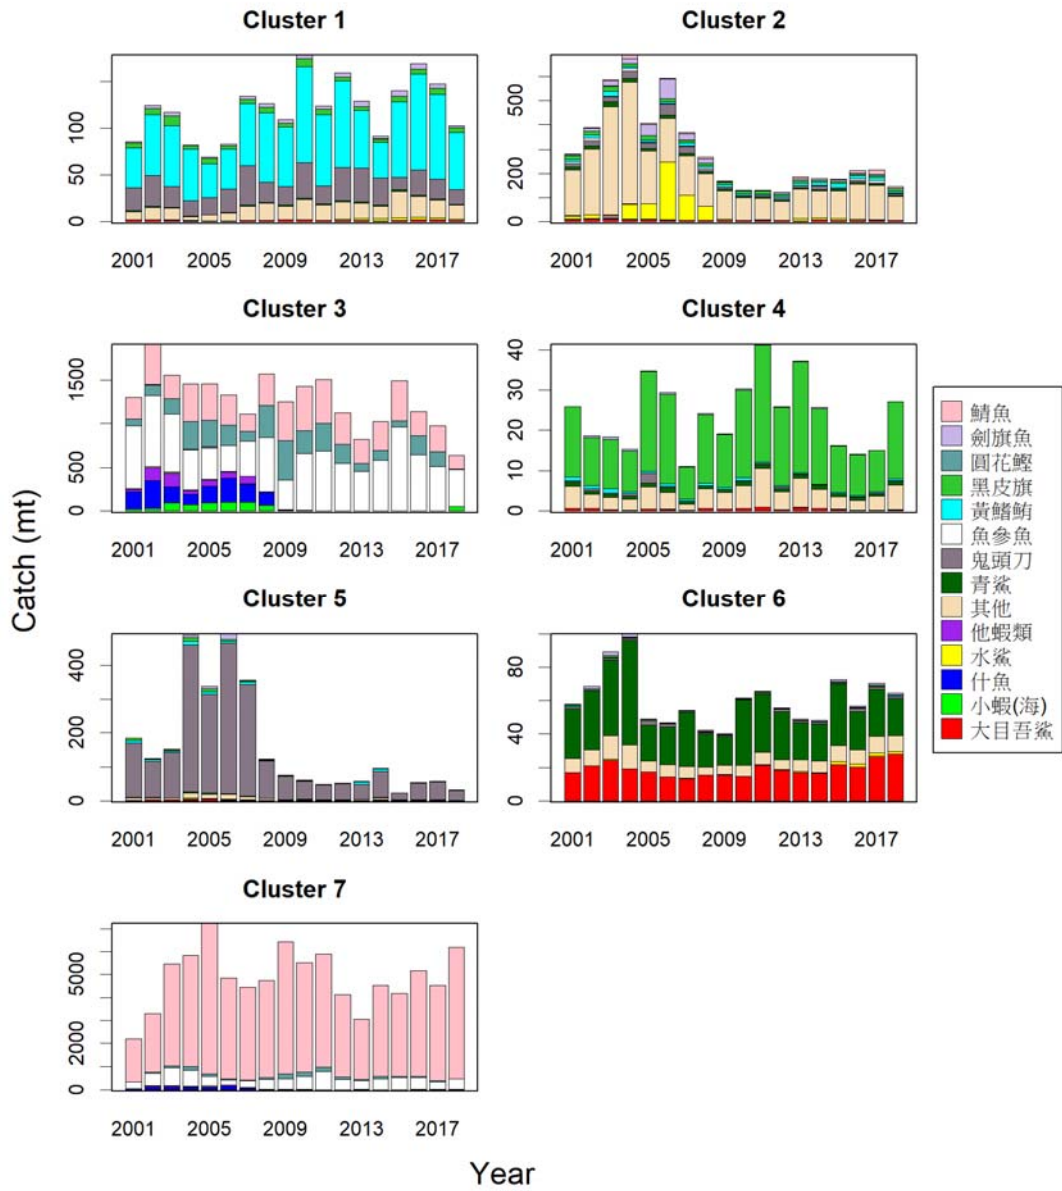 Cluster 1
Cluster 2
100
50
0
500
200
0
2001 2005 2009 2013 2017
2001 2005 2009 2013 2017
Cluster 3
Cluster 4
1500
500
0
40
30
20
10
0
2001 2005 2009 2013 2017
2001 2005 2009 2013 2017
Catch (mt)
鯖魚
劍旗魚
圓花鰹
黑皮旗
黃鰭鮪
魚參魚
鬼頭刀
青鯊
其他
他蝦類
水鯊
什魚
小蝦(海)
大目吾鯊
Cluster 5
Cluster 6
400
200
0
80
40
0
2001 2005 2009 2013 2017
2001 2005 2009 2013 2017
Cluster 7
5000
2000
0
2001 2005 2009 2013 2017
Year